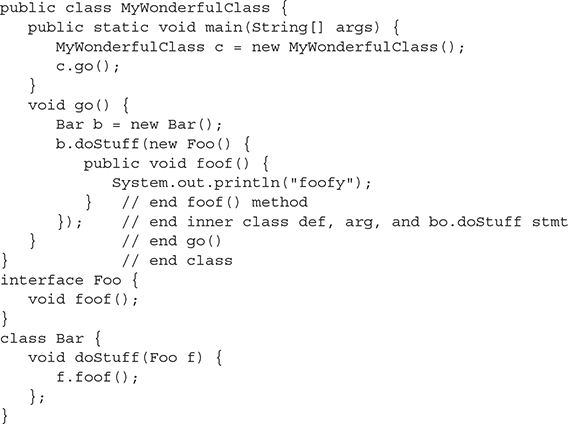 public class MyWonderfulClass {
   public static void main(String[] args) {
      MyWonderfulClass c = new MyWonderfulClass();
      c.go();
   }
   void go() {
      Bar b = new Bar();
      b.doStuff(new Foo() {
         public void foof() {
            System.out.println("foofy");
         }   // end foof() method
      });    // end inner class def, arg, and bo.doStuff stmt
   }         // end go()
}            // end class
interface Foo {
   void foof();
}
class Bar {
   void doStuff(Foo f) {
      f.foof();
   };
}